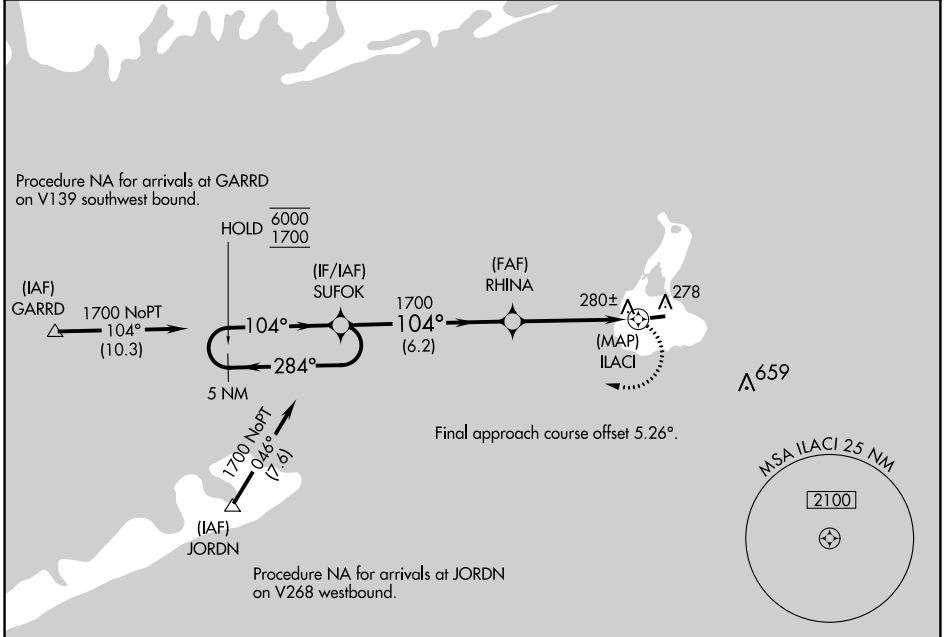 Procedure NA for arrivals at GARRD
on V139 southwest bound.
HOLD
6000
1700
(IAF)
GARRD
1700 NoPT
104°
(10.3)
104°
284°
5 NM
(IF/IAF)
SUFOK
1700
104°
(6.2)
(FAF)
RHINA
280±
278
(MAP)
ILACI
659
Final approach course offset 5.26°.
1700 NoPT
046°
(7.6)
(IAF)
JORDN
Procedure NA for arrivals at JORDN
on V268 westbound.
MSA ILACI 25 NM
2100